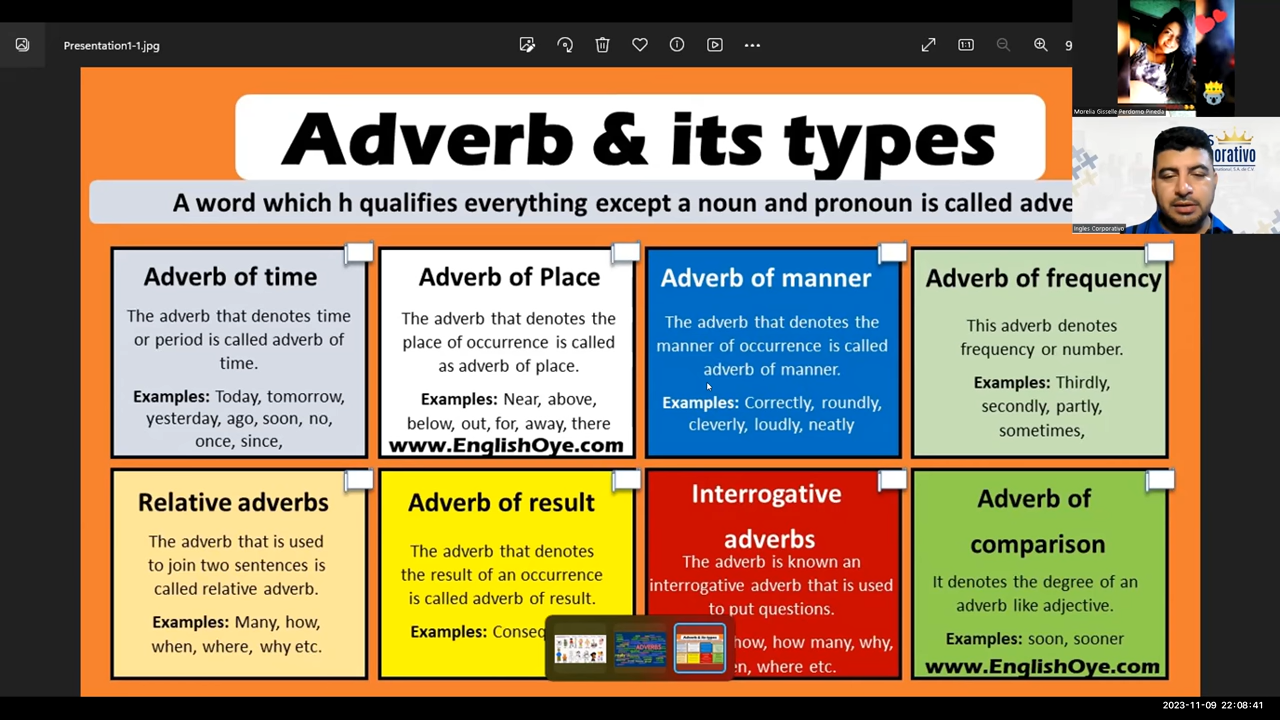 Presentation1-1.jpg
9
Morelia Gisselle Perdomo Pineda
Ingles Corporativo
Adverb & its types
A word which h qualifies everything except a noun and pronoun is called adve
Adverb of time
The adverb that denotes time
or period is called adverb of
time.
Examples: Today, tomorrow,
yesterday, ago, soon, no,
once, since,
Adverb of Place
The adverb that denotes the
place of occurrence is called
as adverb of place.
Examples: Near, above,
below, out, for, away, there
www.EnglishOye.com
Adverb of manner
The adverb that denotes the
manner of occurrence is called
adverb of manner.
Examples: Correctly, roundly,
cleverly, loudly, neatly
Adverb of frequency
This adverb denotes
frequency or number.
Examples: Thirdly,
secondly, partly,
sometimes,
Relative adverbs
The adverb that is used
to join two sentences is
called relative adverb.
Examples: Many, how,
when, where, why etc.
Adverb of result
The adverb that denotes
the result of an occurrence
is called adverb of result.
Examples: Conseq
Interrogative
adverbs
The adverb is known an
interrogative adverb that is used
to put questions.
how, how many, why,
en, where etc.
Adverb of
comparison
It denotes the degree of an
adverb like adjective.
Examples: soon, sooner
www.EnglishOye.com
2023-11-09 22:08:41